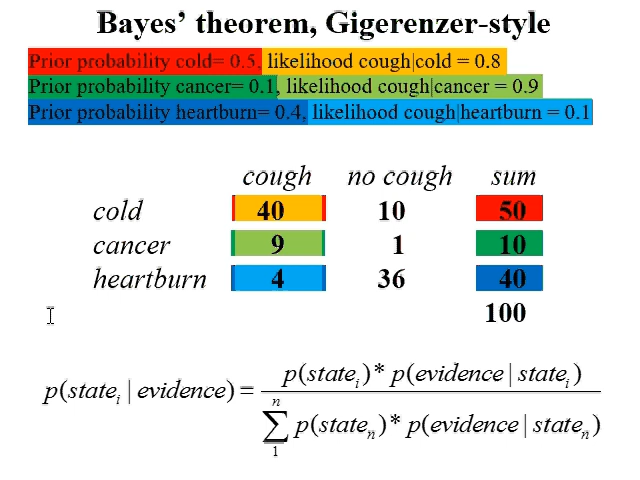 Bayes’ theorem, Gigerenzer-style
Prior probability cold= 0.5, likelihood cough|cold = 0.8
Prior probability cancer= 0.1, likelihood cough|cancer = 0.9
Prior probability heartburn= 0.4, likelihood cough|heartburn = 0.1
cough no cough sum
cold 40 10 50
cancer 9 1 10
heartburn 4 36 40
100
p(state_i | evidence) = p(state_i)* p(evidence | state_i) / ∑_1^n p(state_n)* p(evidence | state_n)